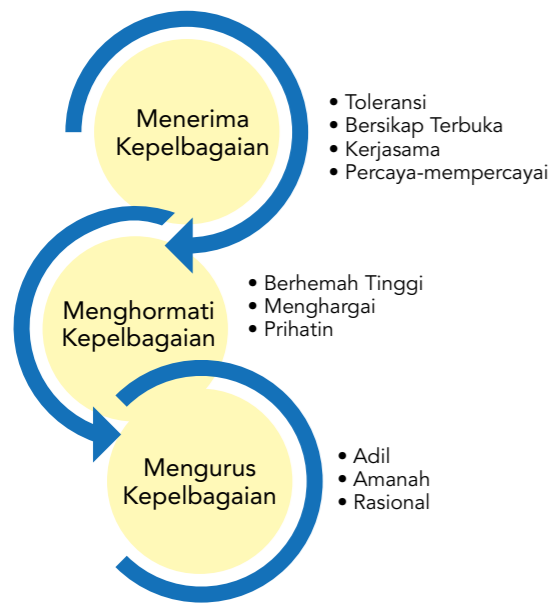 Menerima
Kepelbagaian
• Toleransi
• Bersikap Terbuka
• Kerjasama
• Percaya-mempercayai
Menghormati
Kepelbagaian
• Berhemah Tinggi
• Menghargai
• Prihatin
Mengurus
Kepelbagaian
• Adil
• Amanah
• Rasional